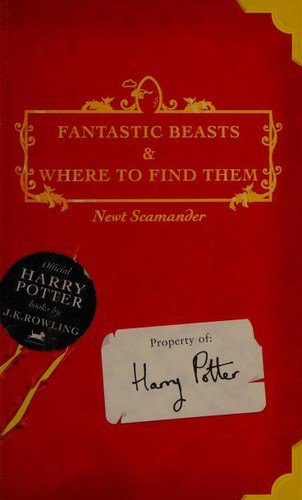 FANTASTIC BEASTS
&
WHERE TO FIND THEM
Newt Scamander
Official
HARRY
POTTER
books by
J.K.ROWLING
Property of:
Harry Potter